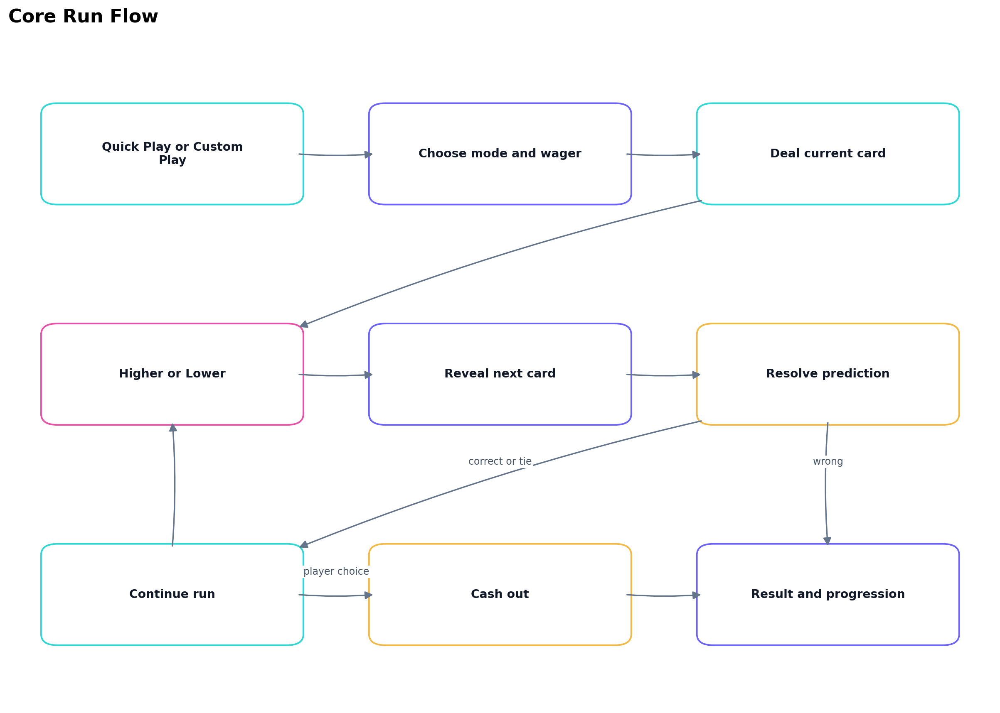 Core Run Flow
Quick Play or Custom
Play
Choose mode and wager
Deal current card
Higher or Lower
Reveal next card
Resolve prediction
correct or tie
wrong
player choice
Continue run
Cash out
Result and progression